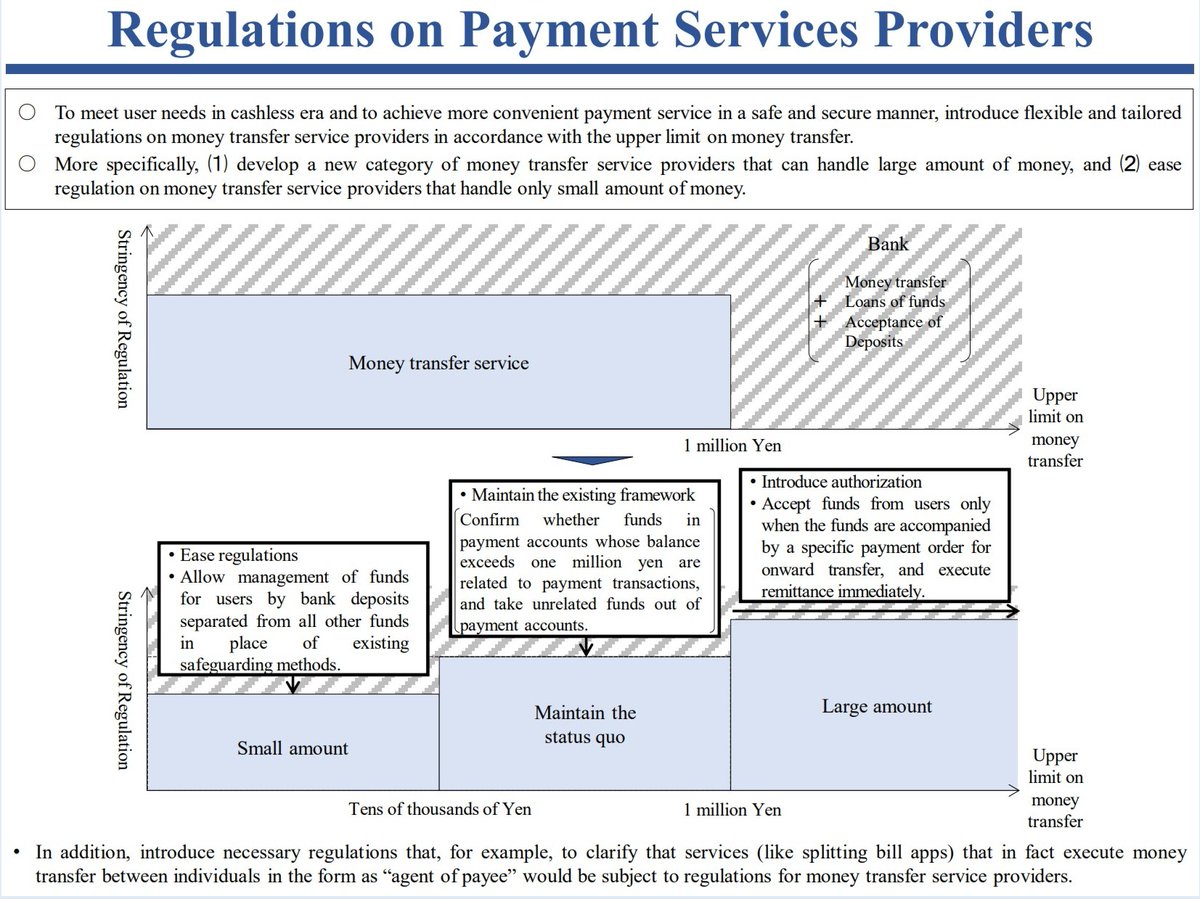 Regulations on Payment Services Providers
○ To meet user needs in cashless era and to achieve more convenient payment service in a safe and secure manner, introduce flexible and tailored
regulations on money transfer service providers in accordance with the upper limit on money transfer.
○ More specifically, (1) develop a new category of money transfer service providers that can handle large amount of money, and (2) ease
regulation on money transfer service providers that handle only small amount of money.
Stringency of Regulation
Bank
Money transfer
+ Loans of funds
+ Acceptance of
Deposits
Money transfer service
Upper
limit on
money
transfer
1 million Yen
• Ease regulations
• Allow management of funds
for users by bank deposits
separated from all other funds
in place of existing
safeguarding methods.
• Maintain the existing framework
Confirm whether funds in
payment accounts whose balance
exceeds one million yen are
related to payment transactions,
and take unrelated funds out of
payment accounts.
• Introduce authorization
• Accept funds from users only
when the funds are accompanied
by a specific payment order for
onward transfer, and execute
remittance immediately.
Stringency of Regulation
Small amount
Maintain the
status quo
Large amount
Upper
limit on
money
transfer
Tens of thousands of Yen
1 million Yen
• In addition, introduce necessary regulations that, for example, to clarify that services (like splitting bill apps) that in fact execute money
transfer between individuals in the form as “agent of payee” would be subject to regulations for money transfer service providers.